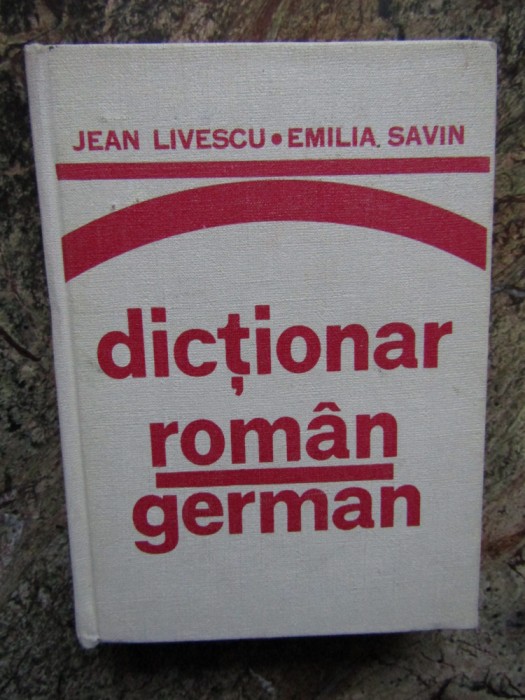 JEAN LIVESCU • EMILIA SAVIN
dicționar
român
german